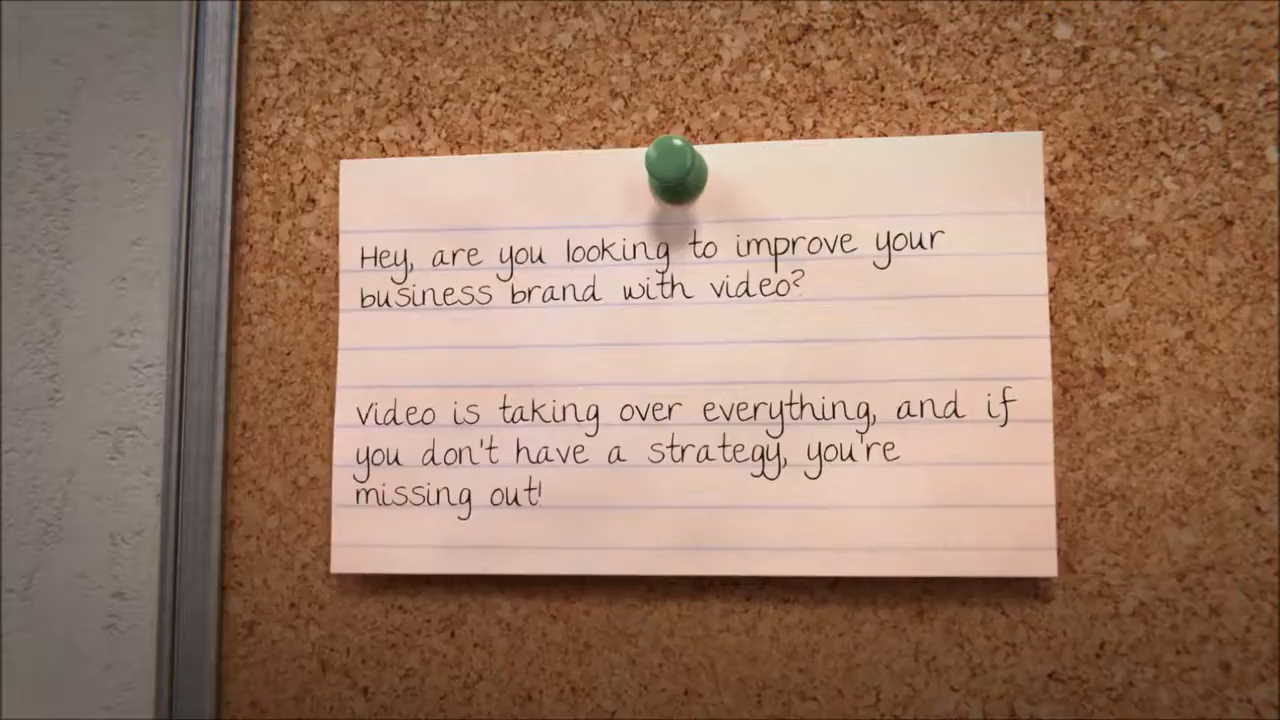 Hey, are you looking to improve your
business brand with video?
Video is taking over everything, and if
you don't have a strategy, you're
missing out!